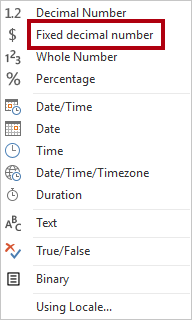 1.2 Decimal Number
$ Fixed decimal number
1²3 Whole Number
% Percentage
Date/Time
Date
Time
Date/Time/Timezone
Duration
ABC Text
True/False
Binary
Using Locale...